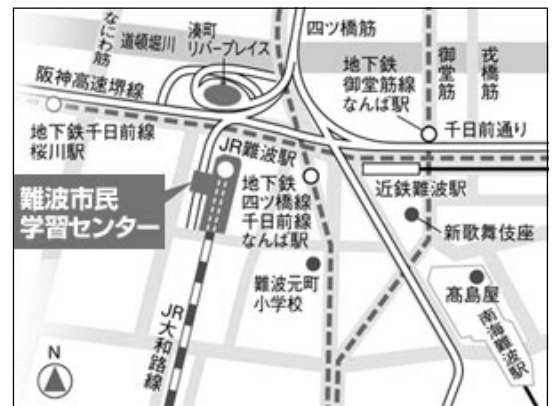 なにわ筋
道頓堀川
湊町
リバープレイス
四ツ橋筋
御堂筋
戎橋筋
阪神高速堺線
地下鉄
御堂筋線
なんば駅
千日前通り
地下鉄千日前線
桜川駅
JR難波駅
近鉄難波駅
難波市民
学習センター
地下鉄
四ツ橋線
千日前線
なんば駅
新歌舞伎座
難波元町
小学校
髙島屋
南海難波駅
JR大和路線
N